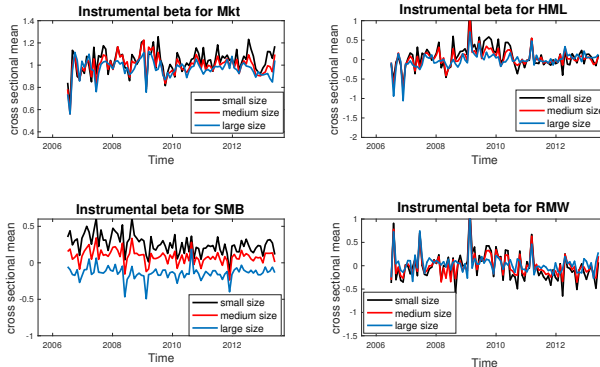 Instrumental beta for Mkt
cross sectional mean
1.4
1.2
1.0
0.8
0.6
0.4
2006
2008
2010
2012
Time
small size
medium size
large size
Instrumental beta for HML
cross sectional mean
1
0.5
0
-0.5
-1
-1.5
-2
2006
2008
2010
2012
Time
small size
medium size
large size
Instrumental beta for SMB
cross sectional mean
0.5
0
-0.5
-1
2006
2008
2010
2012
Time
small size
medium size
large size
Instrumental beta for RMW
cross sectional mean
1
0.5
0
-0.5
-1
-1.5
2006
2008
2010
2012
Time
small size
medium size
large size